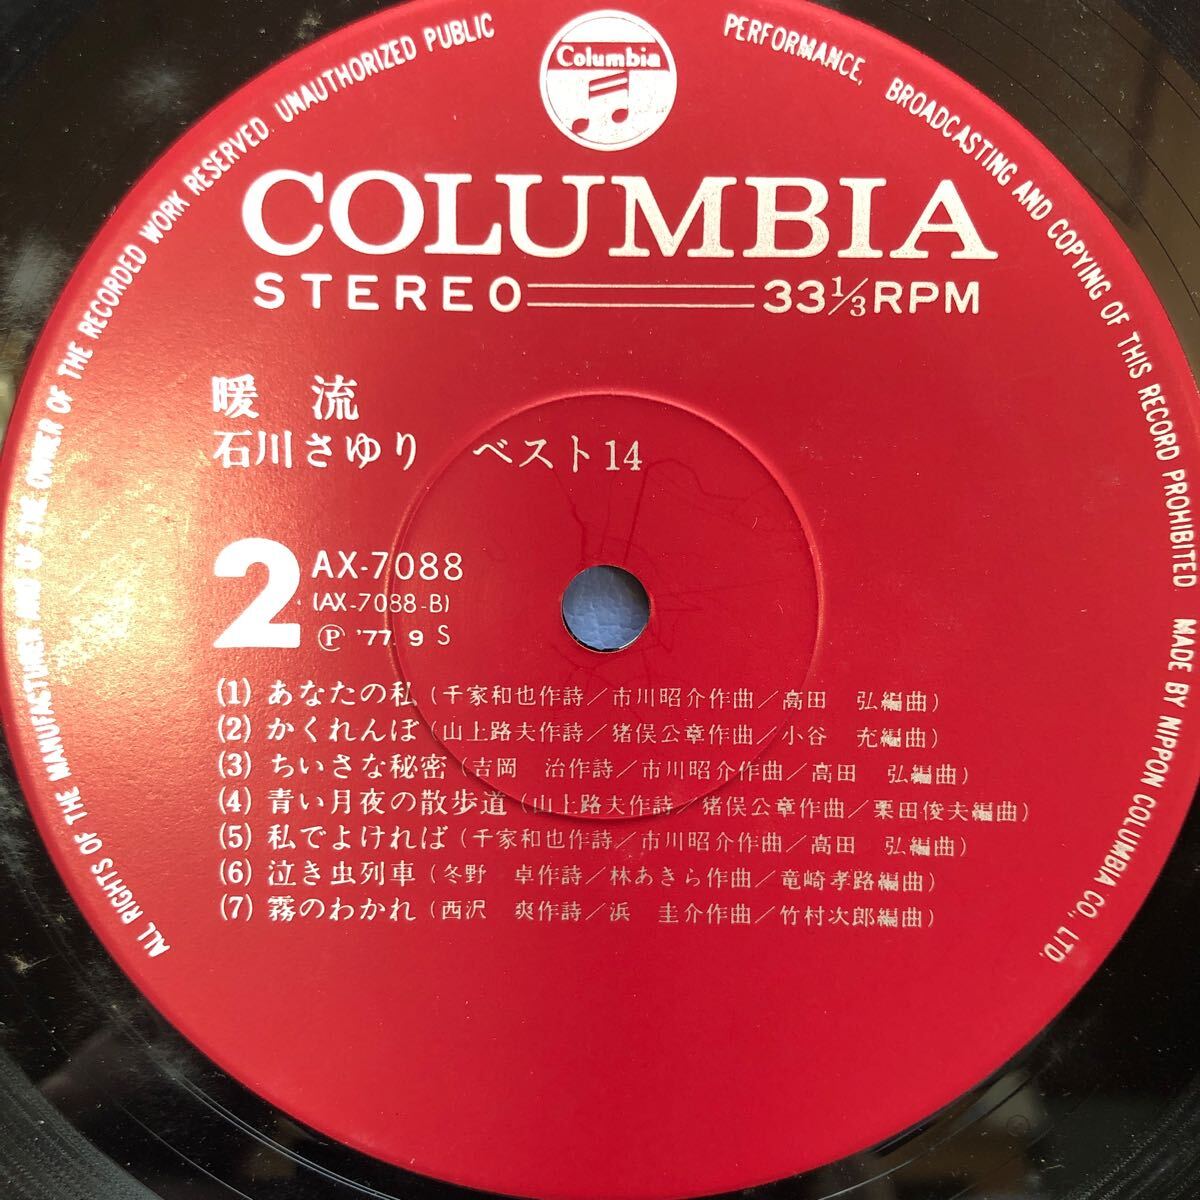 ALL RIGHTS OF THE MANUFACTURER AND OF THE OWNER OF THE RECORDED WORK RESERVED. UNAUTHORIZED PUBLIC PERFORMANCE, BROADCASTING AND COPYING OF THIS RECORD PROHIBITED. MADE BY NIPPON COLUMBIA CO., LTD.
Columbia
COLUMBIA
STEREO 33 1/3 RPM
暖 流
石川さゆり ベスト14
2 AX-7088
(AX-7088-B)
Ⓟ '77. 9 S
(1) あなたの私 (千家和也作詩／市川昭介作曲／高田 弘編曲)
(2) かくれんぼ (山上路夫作詩／猪俣公章作曲／小谷 充編曲)
(3) ちいさな秘密 (吉岡 治作詩／市川昭介作曲／高田 弘編曲)
(4) 青い月夜の散歩道 (山上路夫作詩／猪俣公章作曲／栗田俊夫編曲)
(5) 私でよければ (千家和也作詩／市川昭介作曲／高田 弘編曲)
(6) 泣き虫列車 (冬野 卓作詩／林あきら作曲／竜崎孝路編曲)
(7) 霧のわかれ (西沢 爽作詩／浜 圭介作曲／竹村次郎編曲)